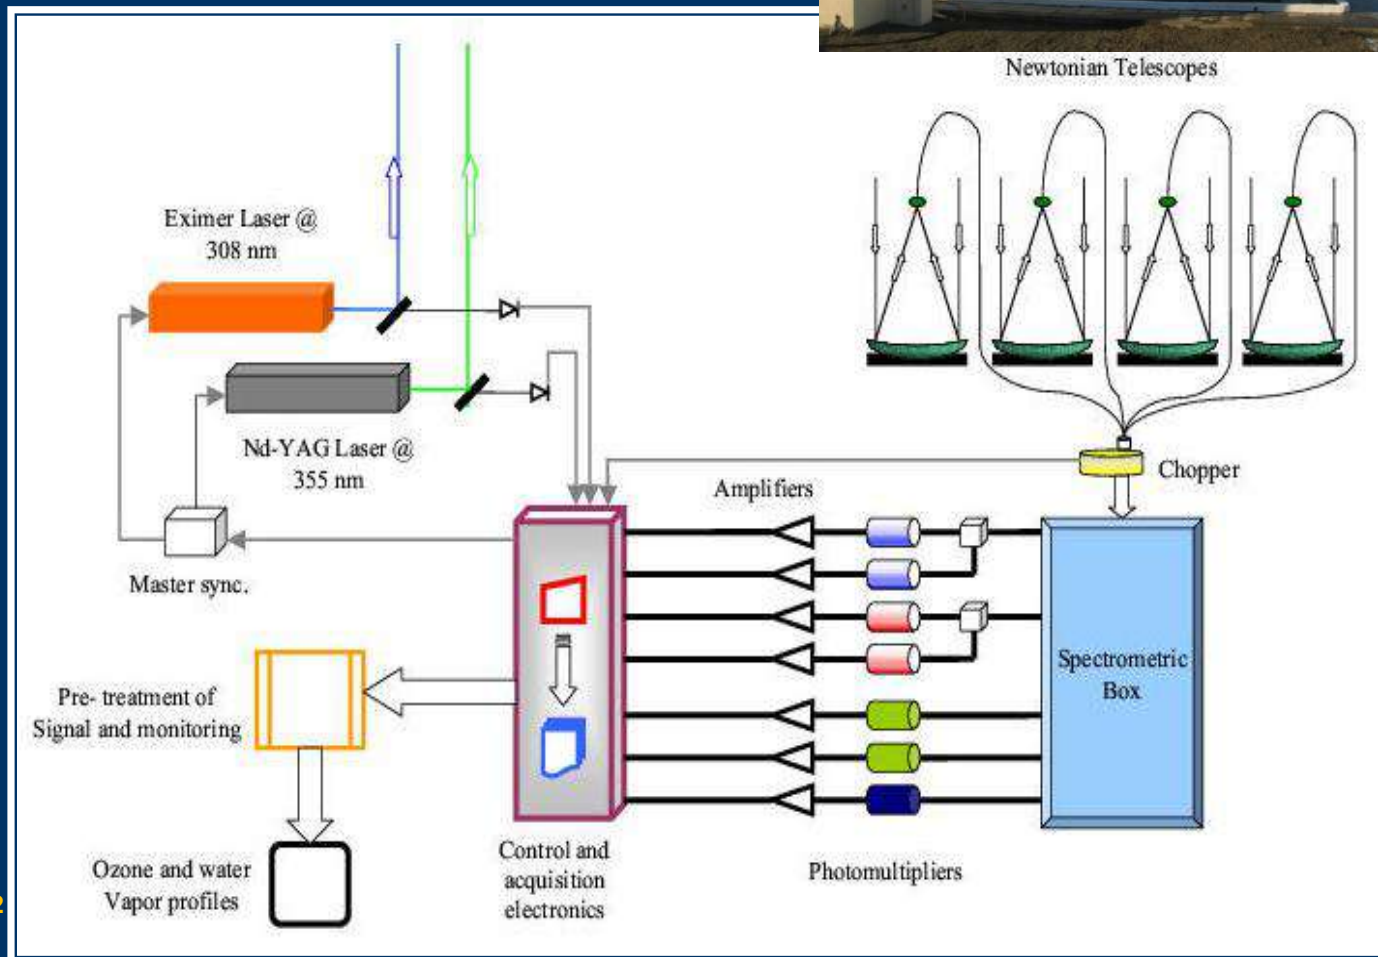 Newtonian Telescopes
Eximer Laser @
308 nm
Nd-YAG Laser @
355 nm
Chopper
Amplifiers
Master sync.
Spectrometric
Box
Pre- treatment of
Signal and monitoring
Control and
acquisition
electronics
Photomultipliers
Ozone and water
Vapor profiles
2